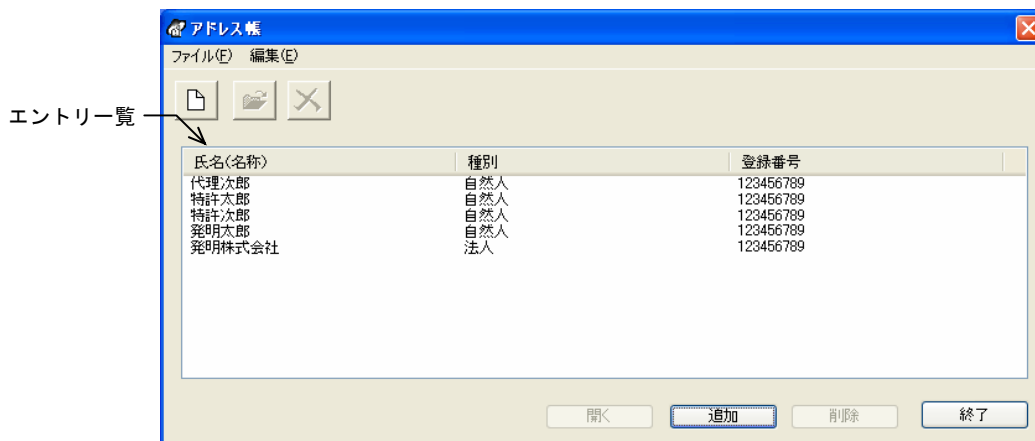 アドレス帳
ファイル(F) 編集(E)
エントリ一覧
氏名(名称) 種別 登録番号
代理次郎 自然人 123456789
特許太郎 自然人 123456789
特許次郎 自然人 123456789
発明太郎 自然人 123456789
発明株式会社 法人 123456789
開く 追加 削除 終了